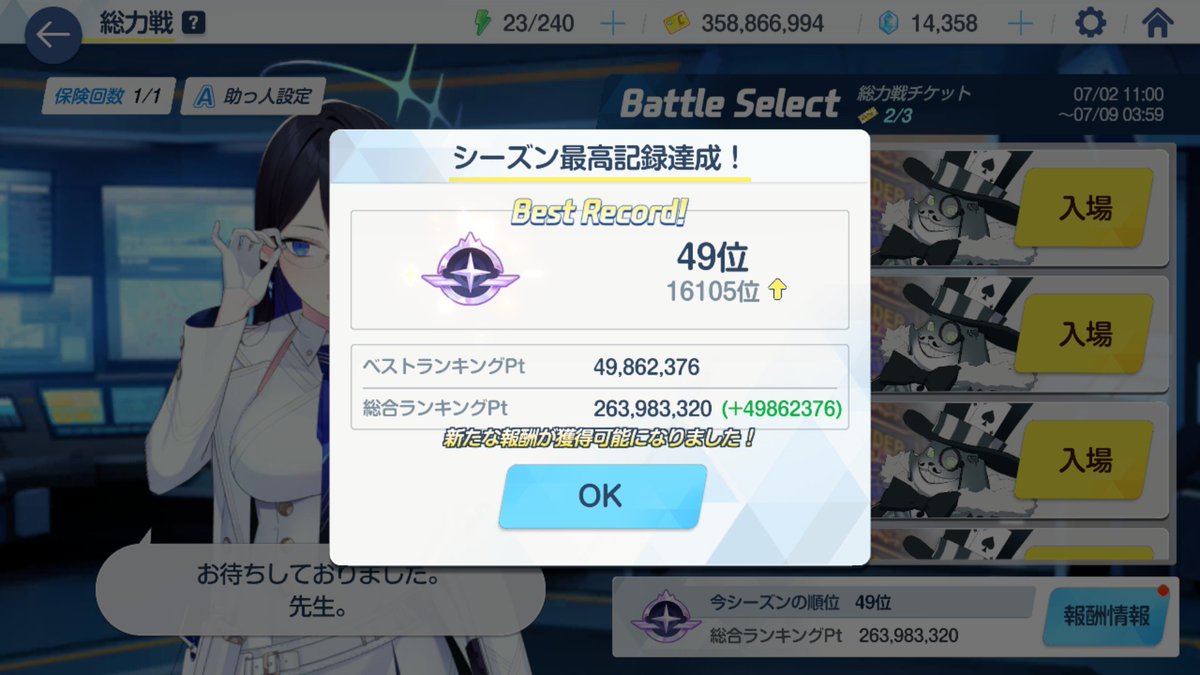 総力戦 ?
23/240
358,866,994
14,358
保険回数 1/1
A 助っ人設定
Battle Select
総力戦チケット
2/3
07/02 11:00
～07/09 03:59
シーズン最高記録達成！
Best Record!
49位
16105位
ベストランキングPt 49,862,376
総合ランキングPt 263,983,320 (+49862376)
新たな報酬が獲得可能になりました！
OK
入場
入場
入場
お待ちしておりました。
先生。
今シーズンの順位 49位
総合ランキングPt 263,983,320
報酬情報